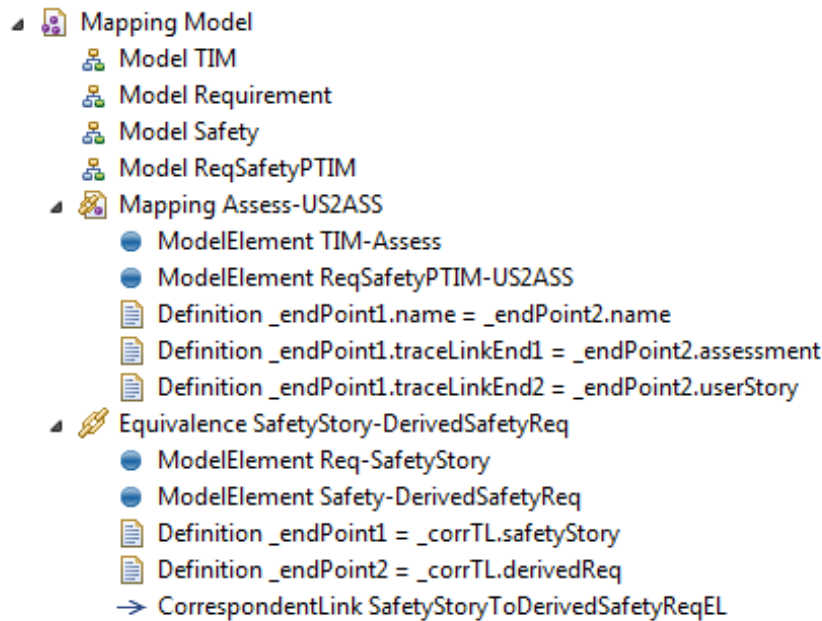 Mapping Model
Model TIM
Model Requirement
Model Safety
Model ReqSafetyPTIM
Mapping Assess-US2ASS
ModelElement TIM-Assess
ModelElement ReqSafetyPTIM-US2ASS
Definition _endPoint1.name = _endPoint2.name
Definition _endPoint1.traceLinkEnd1 = _endPoint2.assessment
Definition _endPoint1.traceLinkEnd2 = _endPoint2.userStory
Equivalence SafetyStory-DerivedSafetyReq
ModelElement Req-SafetyStory
ModelElement Safety-DerivedSafetyReq
Definition _endPoint1 = _corrTL.safetyStory
Definition _endPoint2 = _corrTL.derivedReq
CorrespondentLink SafetyStoryToDerivedSafetyReqEL